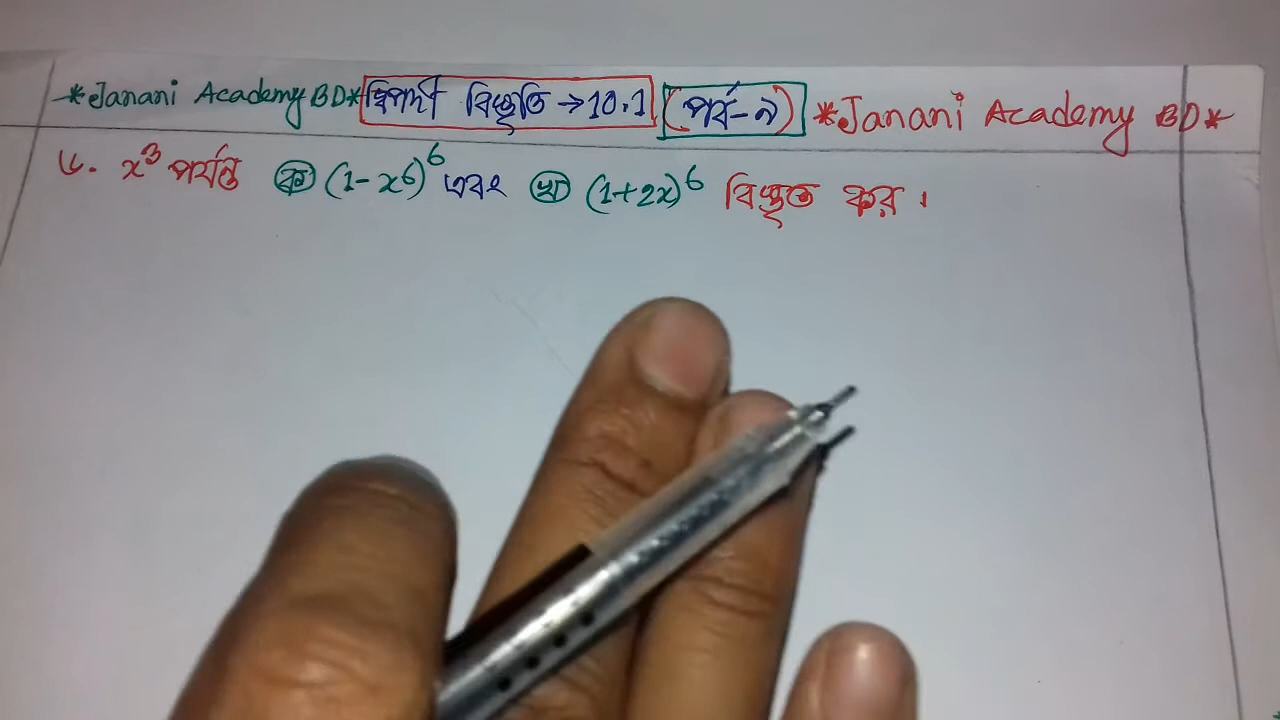 *Janani Academy BD* দ্বিপদী বিস্তৃতি →10.1 (পর্ব-৯) *Janani Academy BD*
৬. x³ পর্যন্ত ক (1-x6)⁶ এবং খ (1+2x)⁶ বিস্তৃত কর।